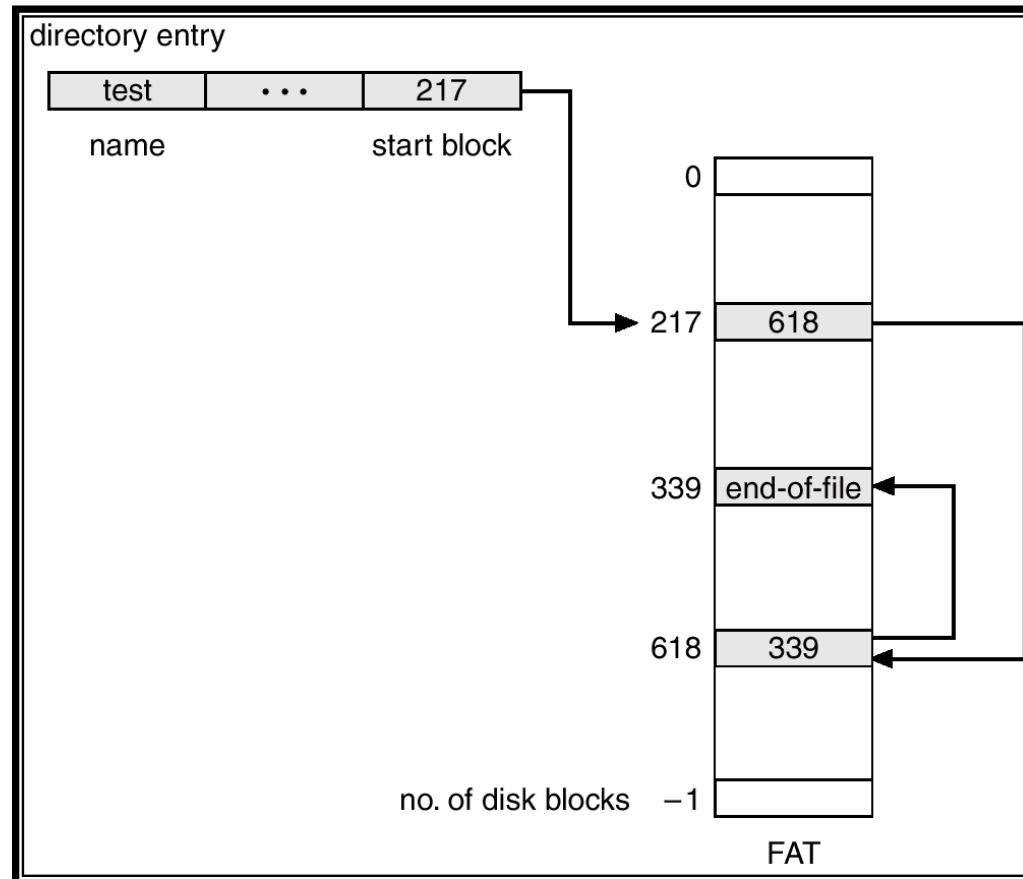 directory entry
test ... 217
name start block
0
217 618
339 end-of-file
618 339
no. of disk blocks −1
FAT